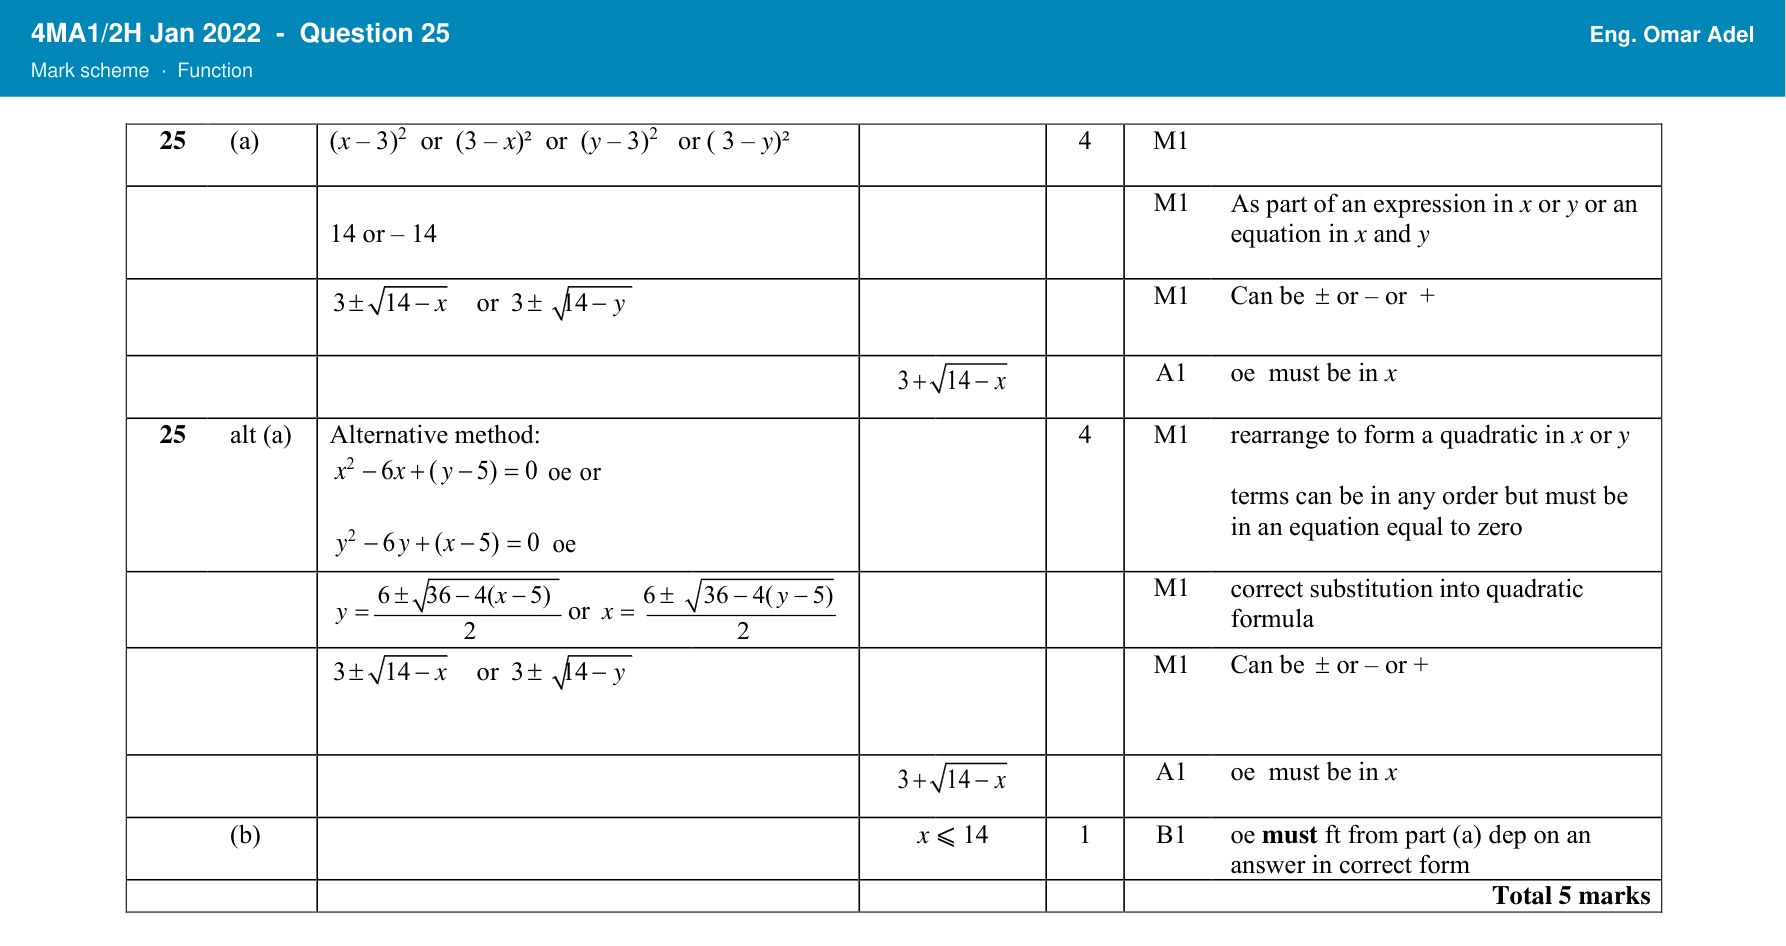 4MA1/2H Jan 2022 - Question 25
Eng. Omar Adel
Mark scheme · Function
25 (a) (x – 3)² or (3 – x)² or (y – 3)² or ( 3 – y)² 4 M1
14 or – 14 M1 As part of an expression in x or y or an
equation in x and y
3 ± √(14 – x) or 3 ± √(14 – y) M1 Can be ± or – or +
3 + √(14 – x) A1 oe must be in x
25 alt (a) Alternative method: 4 M1 rearrange to form a quadratic in x or y
x² – 6x + (y – 5) = 0 oe or
terms can be in any order but must be
in an equation equal to zero
y² – 6y + (x – 5) = 0 oe
y = (6 ± √(36 – 4(x – 5)))/2 or x = (6 ± √(36 – 4(y – 5)))/2 M1 correct substitution into quadratic
formula
3 ± √(14 – x) or 3 ± √(14 – y) M1 Can be ± or – or +
3 + √(14 – x) A1 oe must be in x
(b) x ⩽ 14 1 B1 oe must ft from part (a) dep on an
answer in correct form
Total 5 marks